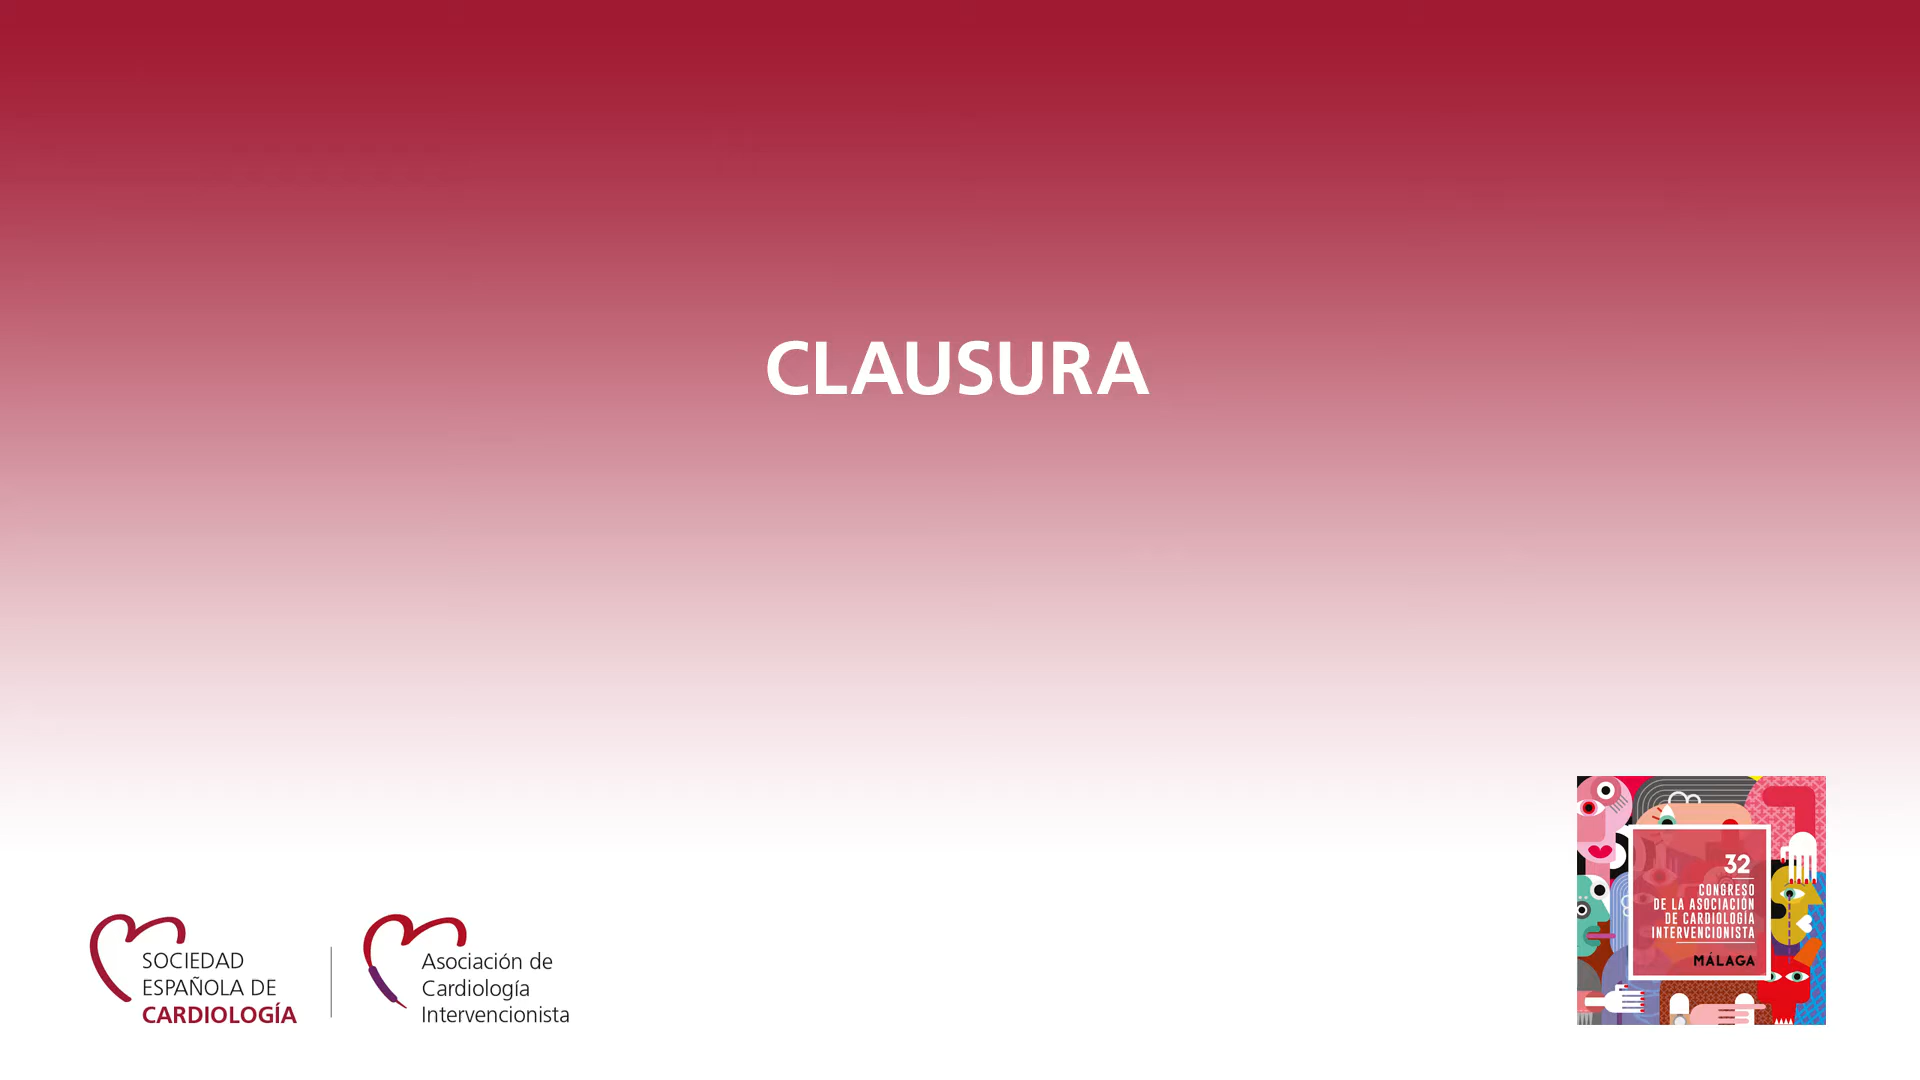 CLAUSURA
SOCIEDAD
ESPAÑOLA DE
CARDIOLOGÍA
Asociación de
Cardiología
Intervencionista
32
CONGRESO
DE LA ASOCIACIÓN
DE CARDIOLOGÍA
INTERVENCIONISTA
MÁLAGA